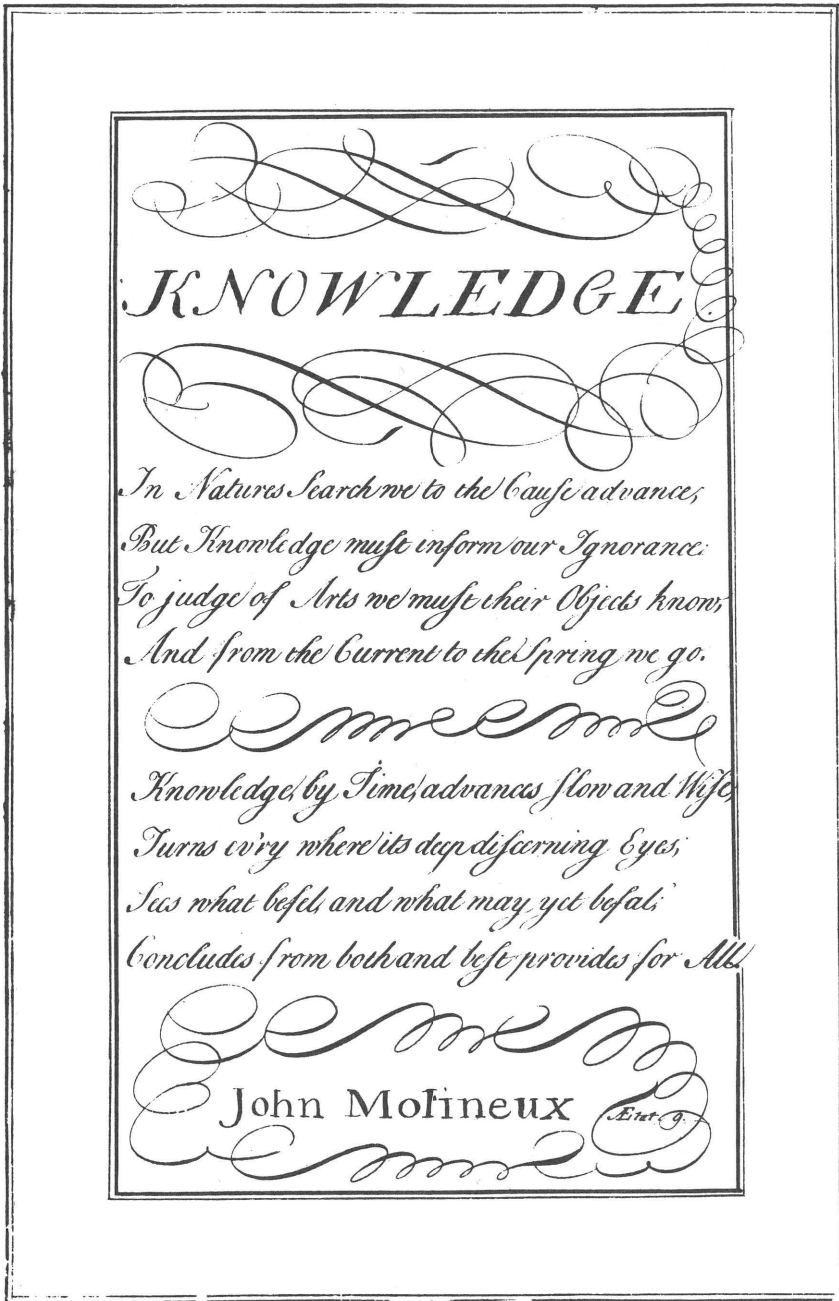 KNOWLEDGE
In Natures Search we to the Cauſe advance,
But Knowledge muſt inform our Ignorance:
To judge of Arts we muſt their Objects know,
And from the Current to the Spring we go.
Knowledge, by Time, advances ſlow and Wiſe,
Turns ev'ry where its deep diſcerning Eyes;
Sees what befel, and what may yet befal;
Concludes from both and beſt provides for All.
John Molineux Ætat. 9.